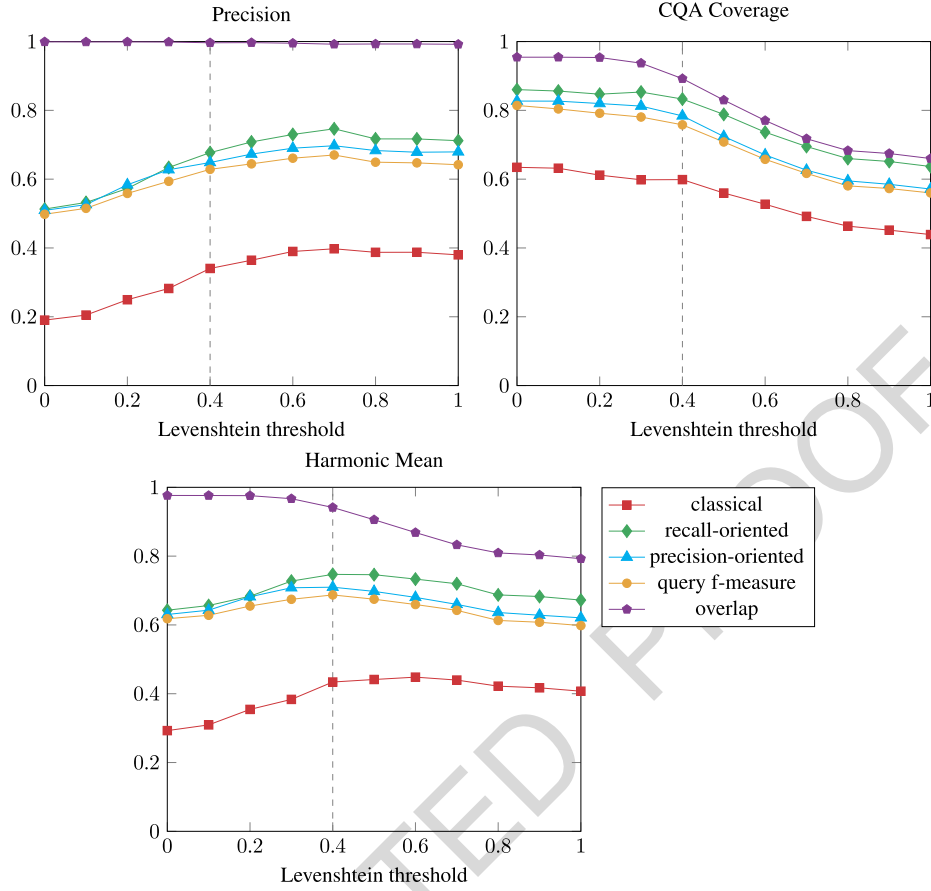 Precision
1
0.8
0.6
0.4
0.2
0
0 0.2 0.4 0.6 0.8 1
Levenshtein threshold
CQA Coverage
1
0.8
0.6
0.4
0.2
0
0 0.2 0.4 0.6 0.8 1
Levenshtein threshold
Harmonic Mean
1
0.8
0.6
0.4
0.2
0
0 0.2 0.4 0.6 0.8 1
Levenshtein threshold
classical
recall-oriented
precision-oriented
query f-measure
overlap
TED PROOF